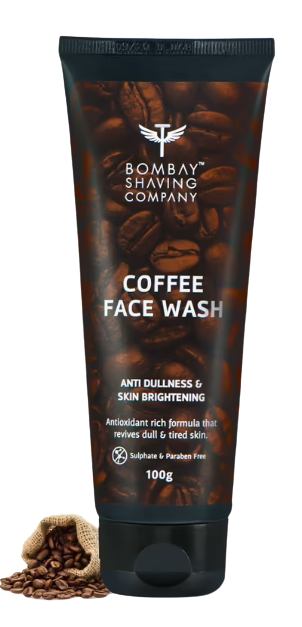 BOMBAY™
SHAVING
COMPANY
COFFEE
FACE WASH
ANTI DULLNESS &
SKIN BRIGHTENING
Antioxidant rich formula that
revives dull & tired skin.
Sulphate & Paraben Free
100g